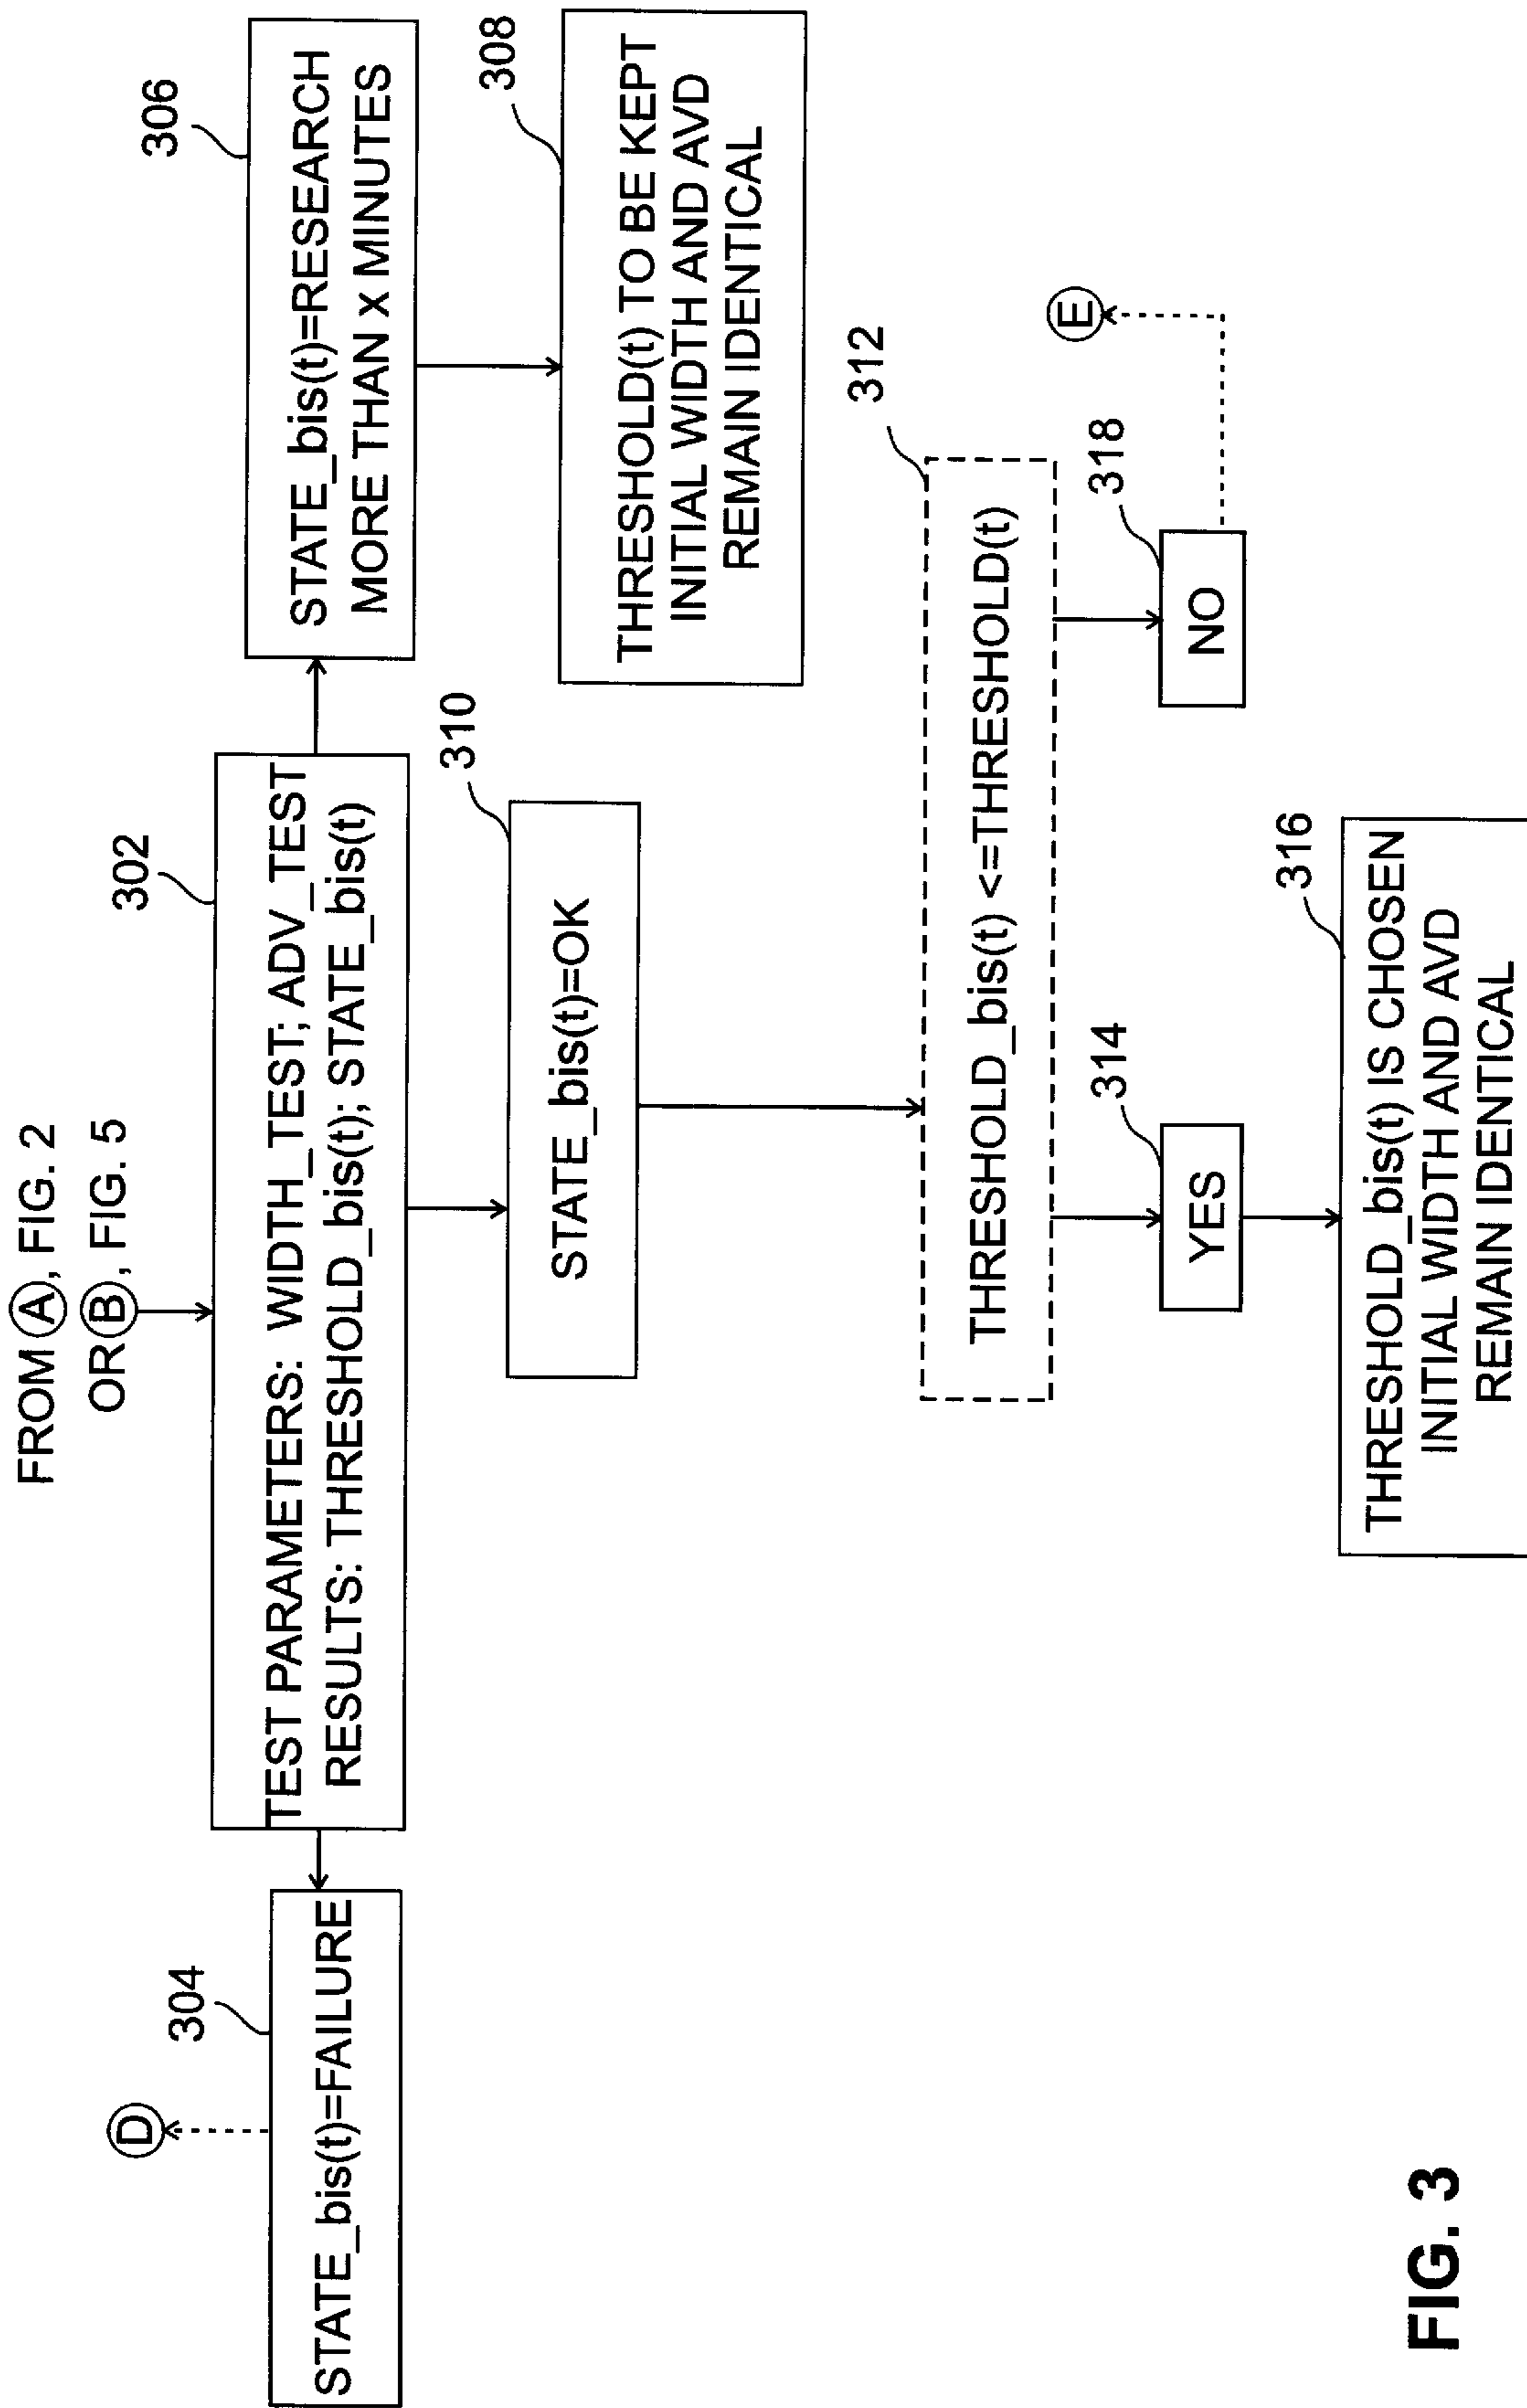 FROM A, FIG. 2
OR B, FIG. 5
302
TEST PARAMETERS: WIDTH_TEST; ADV_TEST
RESULTS: THRESHOLD_bis(t); STATE_bis(t)
D
304
STATE_bis(t)=FAILURE
306
STATE_bis(t)=RESEARCH
MORE THAN x MINUTES
308
THRESHOLD(t) TO BE KEPT
INITIAL WIDTH AND AVD
REMAIN IDENTICAL
310
STATE_bis(t)=OK
312
THRESHOLD_bis(t) <=THRESHOLD(t)
314
YES
318
NO
E
316
THRESHOLD_bis(t) IS CHOSEN
INITIAL WIDTH AND AVD
REMAIN IDENTICAL
FIG. 3